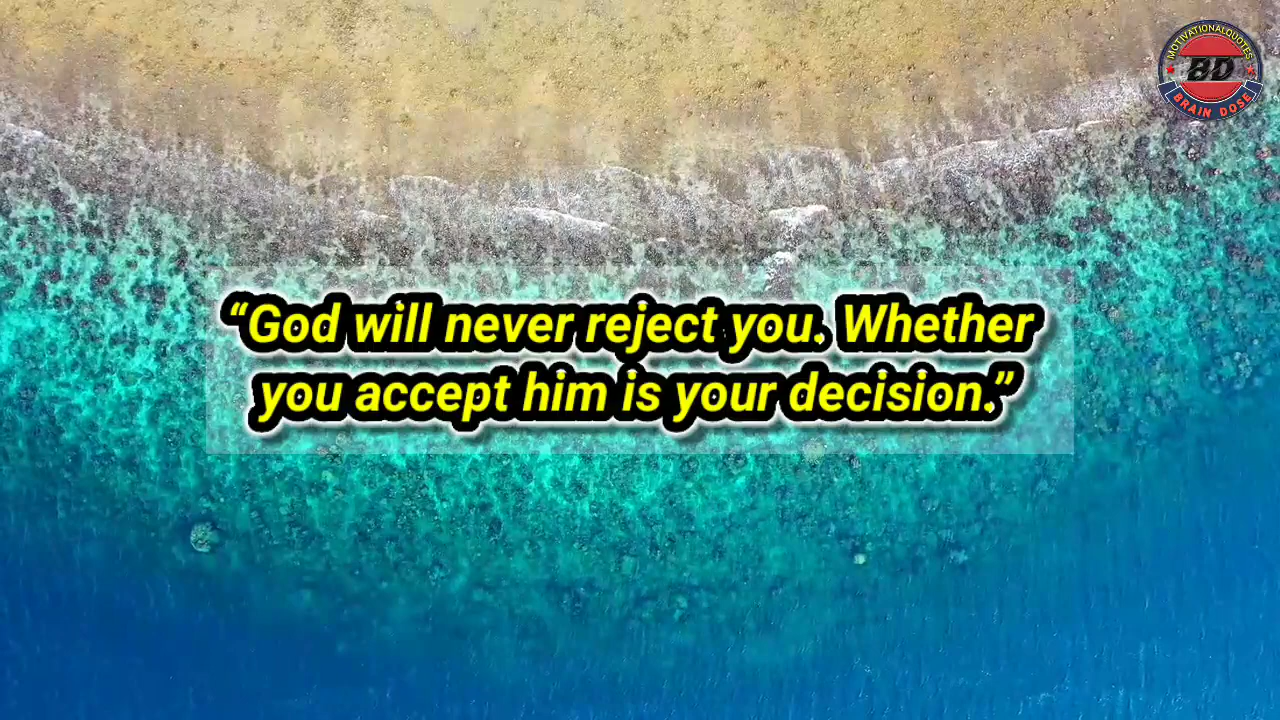 MOTIVATIONALQUOTES
BD
BRAIN DOSE
“God will never reject you. Whether
you accept him is your decision.”